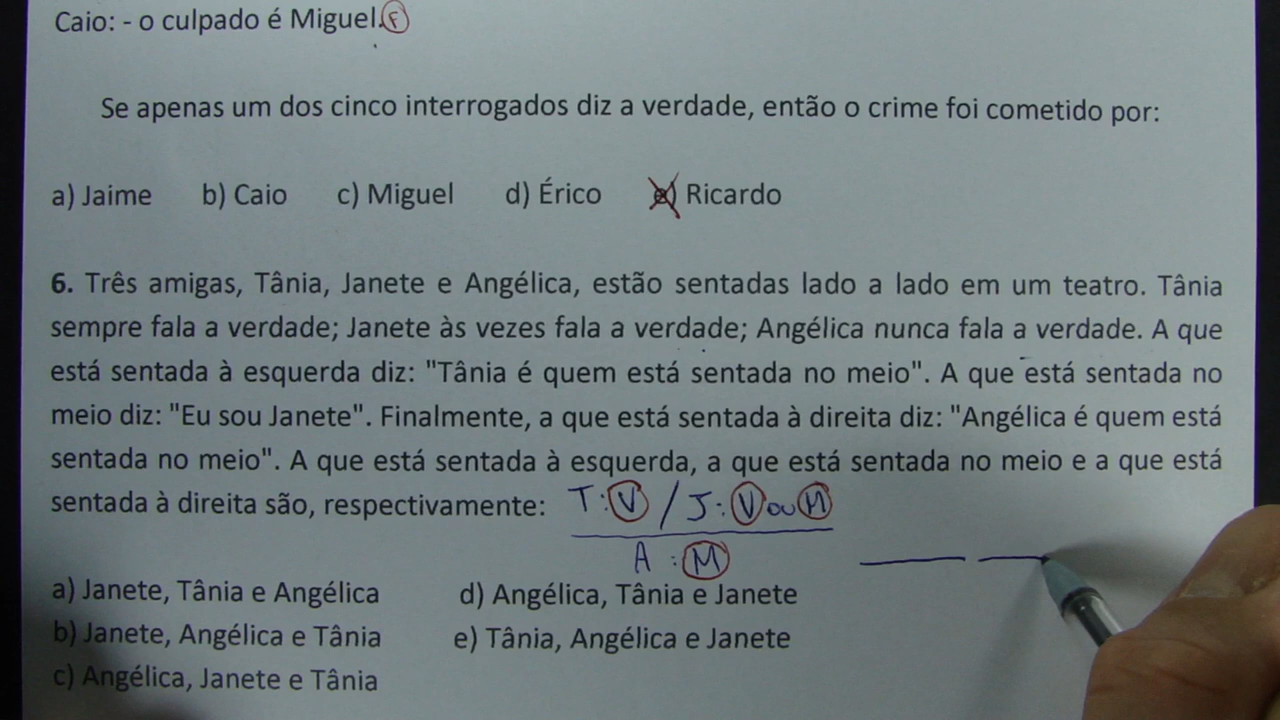 Caio: - o culpado é Miguel. F
Se apenas um dos cinco interrogados diz a verdade, então o crime foi cometido por:
a) Jaime b) Caio c) Miguel d) Érico e) Ricardo
6. Três amigas, Tânia, Janete e Angélica, estão sentadas lado a lado em um teatro. Tânia
sempre fala a verdade; Janete às vezes fala a verdade; Angélica nunca fala a verdade. A que
está sentada à esquerda diz: "Tânia é quem está sentada no meio". A que está sentada no
meio diz: "Eu sou Janete". Finalmente, a que está sentada à direita diz: "Angélica é quem está
sentada no meio". A que está sentada à esquerda, a que está sentada no meio e a que está
sentada à direita são, respectivamente: T: V / J: V ou M
A : M
a) Janete, Tânia e Angélica d) Angélica, Tânia e Janete
b) Janete, Angélica e Tânia e) Tânia, Angélica e Janete
c) Angélica, Janete e Tânia